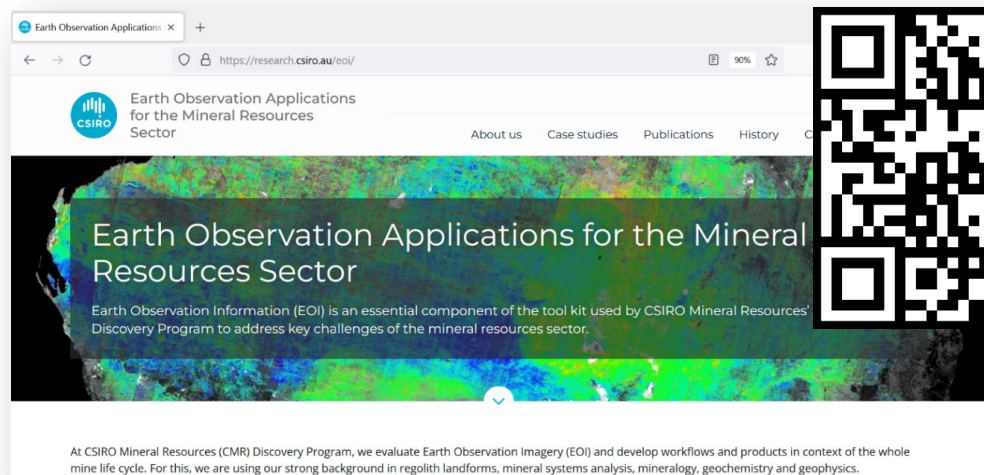 Earth Observation Applications
https://research.csiro.au/eoi/
90%
CSIRO
Earth Observation Applications
for the Mineral Resources
Sector
About us Case studies Publications History
Earth Observation Applications for the Mineral
Resources Sector
Earth Observation Information (EOI) is an essential component of the tool kit used by CSIRO Mineral Resources'
Discovery Program to address key challenges of the mineral resources sector.
At CSIRO Mineral Resources (CMR) Discovery Program, we evaluate Earth Observation Imagery (EOI) and develop workflows and products in context of the whole
mine life cycle. For this, we are using our strong background in regolith landforms, mineral systems analysis, mineralogy, geochemistry and geophysics.